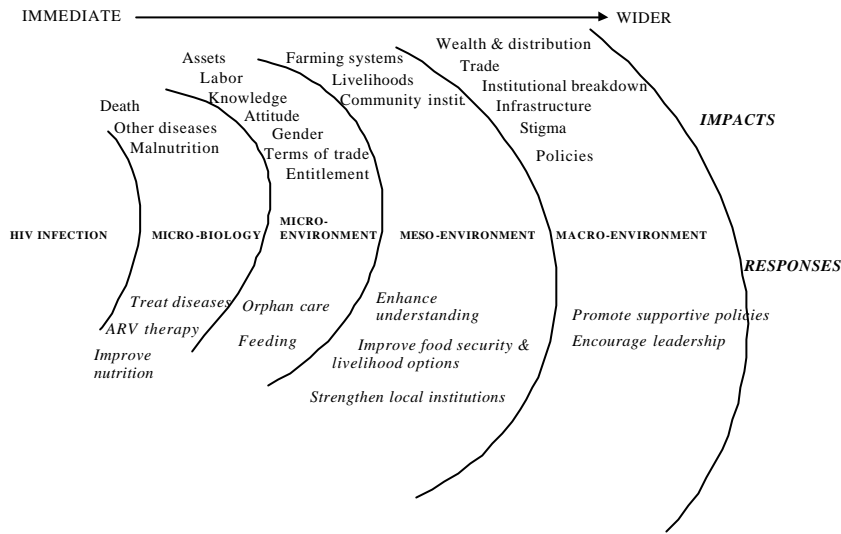 IMMEDIATE WIDER
Assets
Labor
Knowledge
Attitude
Gender
Terms of trade
Entitlement
Farming systems
Livelihoods
Community instit.
Wealth & distribution
Trade
Institutional breakdown
Infrastructure
Stigma
Policies
Death
Other diseases
Malnutrition
IMPACTS
HIV INFECTION
MICRO-BIOLOGY
MICRO-
ENVIRONMENT
MESO-ENVIRONMENT
MACRO-ENVIRONMENT
RESPONSES
Treat diseases
ARV therapy
Improve
nutrition
Orphan care
Feeding
Enhance
understanding
Improve food security &
livelihood options
Strengthen local institutions
Promote supportive policies
Encourage leadership